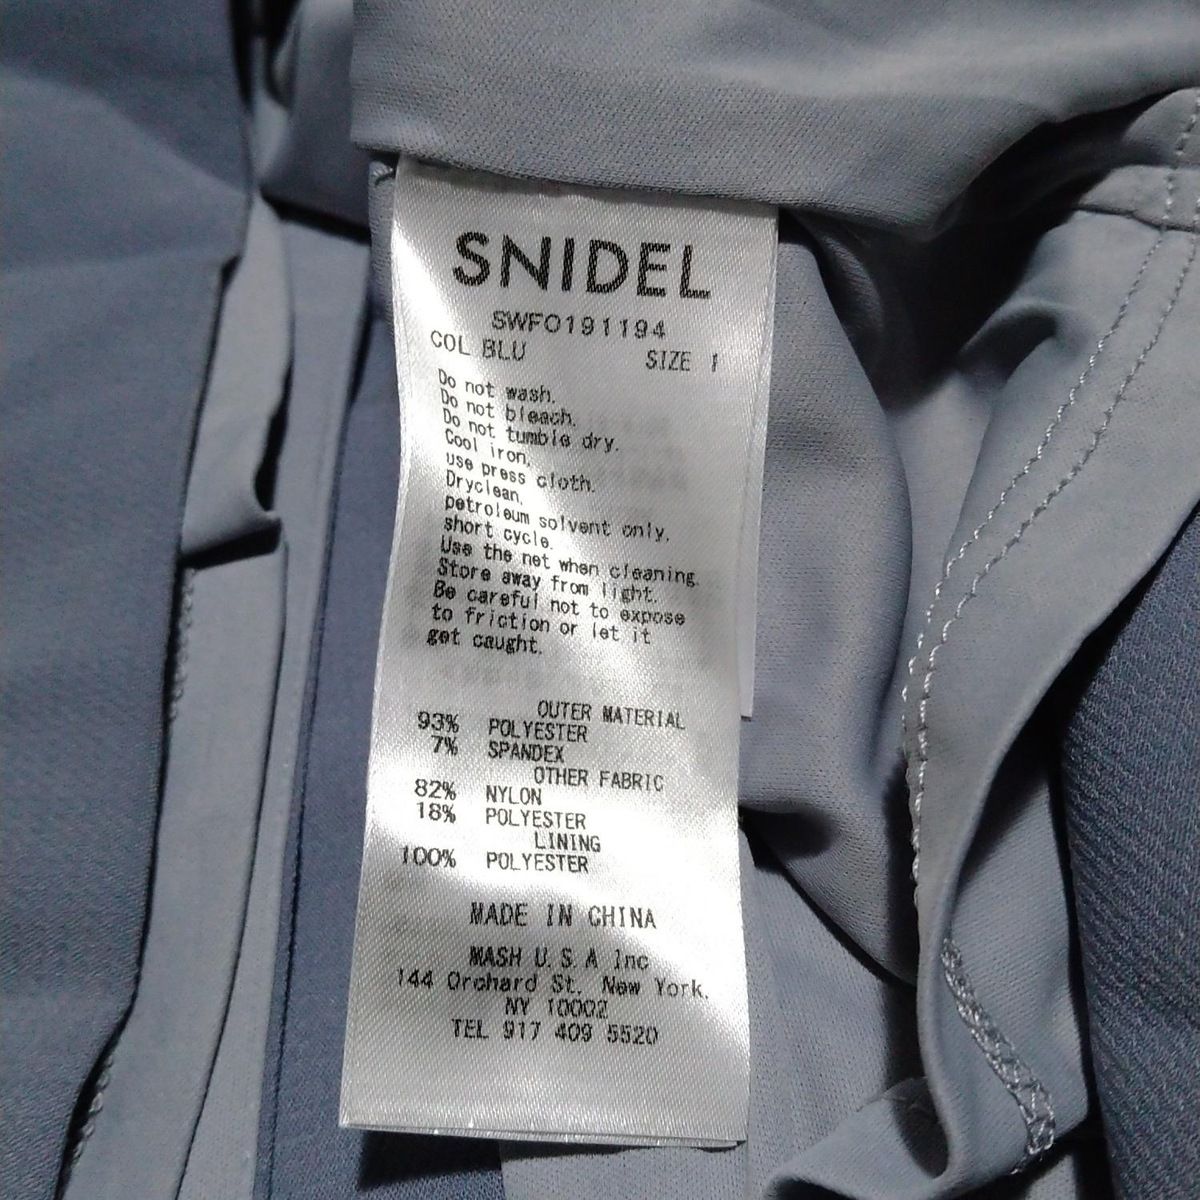 SNIDEL
SWFO191194
COL BLU SIZE 1
Do not wash.
Do not bleach.
Do not tumble dry.
Cool iron,
use press cloth.
Dryclean,
petroleum solvent only.
short cycle.
Use the net when cleaning.
Store away from light.
Be careful not to expose
to friction or let it
get caught.
OUTER MATERIAL
93% POLYESTER
7% SPANDEX
OTHER FABRIC
82% NYLON
18% POLYESTER
LINING
100% POLYESTER
MADE IN CHINA
MASH U.S.A Inc
144 Orchard St. New York.
NY 10002
TEL 917 409 5520